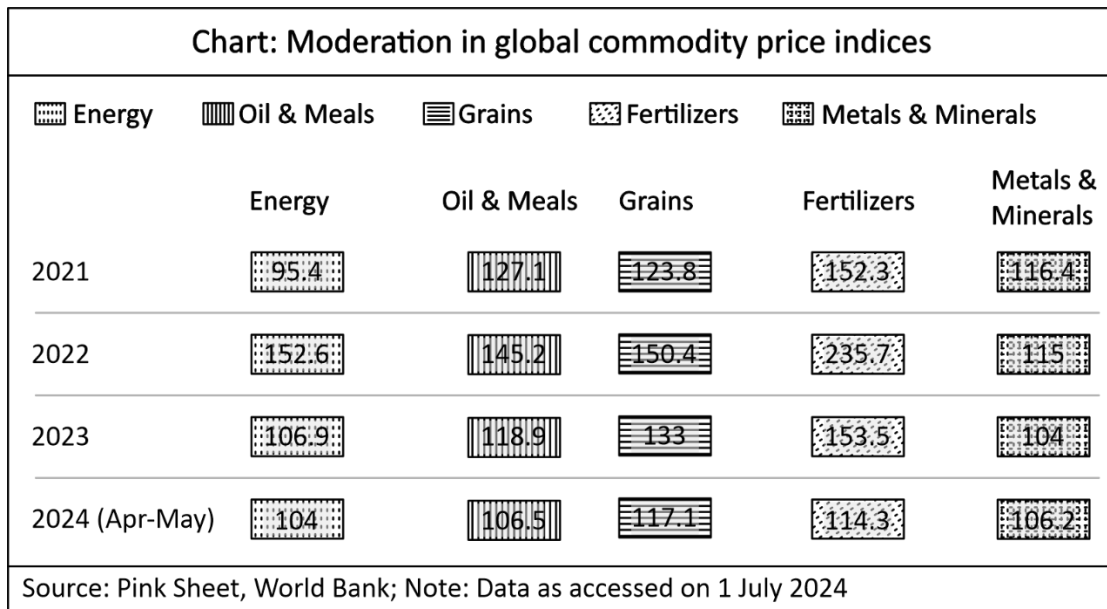 Chart: Moderation in global commodity price indices
Energy Oil & Meals Grains Fertilizers Metals & Minerals
Energy Oil & Meals Grains Fertilizers Metals & Minerals
2021 95.4 127.1 123.8 152.3 116.4
2022 152.6 145.2 150.4 235.7 115
2023 106.9 118.9 133 153.5 104
2024 (Apr-May) 104 106.5 117.1 114.3 106.2
Source: Pink Sheet, World Bank; Note: Data as accessed on 1 July 2024